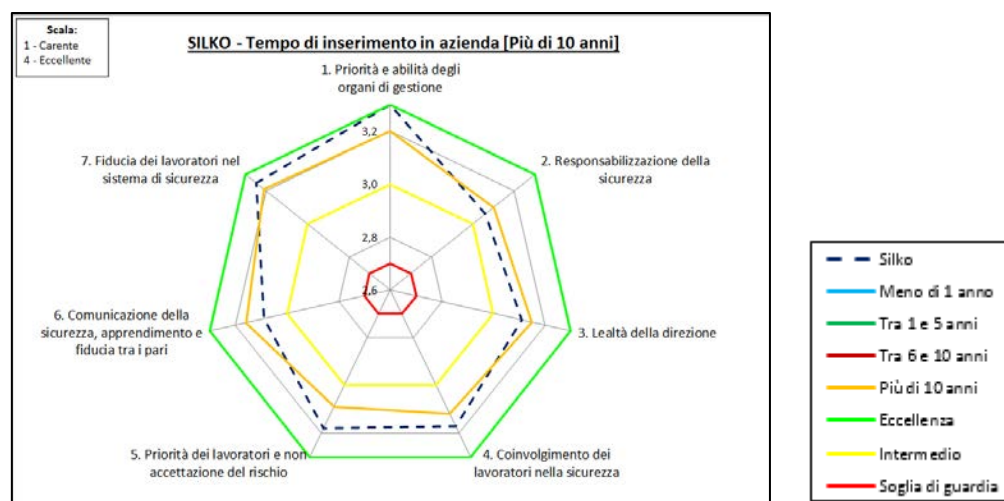 Scala:
1 - Carente
4 - Eccellente
SILKO - Tempo di inserimento in azienda [Più di 10 anni]
1. Priorità e abilità degli
organi di gestione
3,2
3,0
2,8
2,6
2. Responsabilizzazione della
sicurezza
3. Lealtà della direzione
4. Coinvolgimento dei
lavoratori nella sicurezza
5. Priorità dei lavoratori e non
accettazione del rischio
6. Comunicazione della
sicurezza, apprendimento e
fiducia tra i pari
7. Fiducia dei lavoratori nel
sistema di sicurezza
Silko
Meno di 1 anno
Tra 1 e 5 anni
Tra 6 e 10 anni
Più di 10 anni
Eccellenza
Intermedio
Soglia di guardia